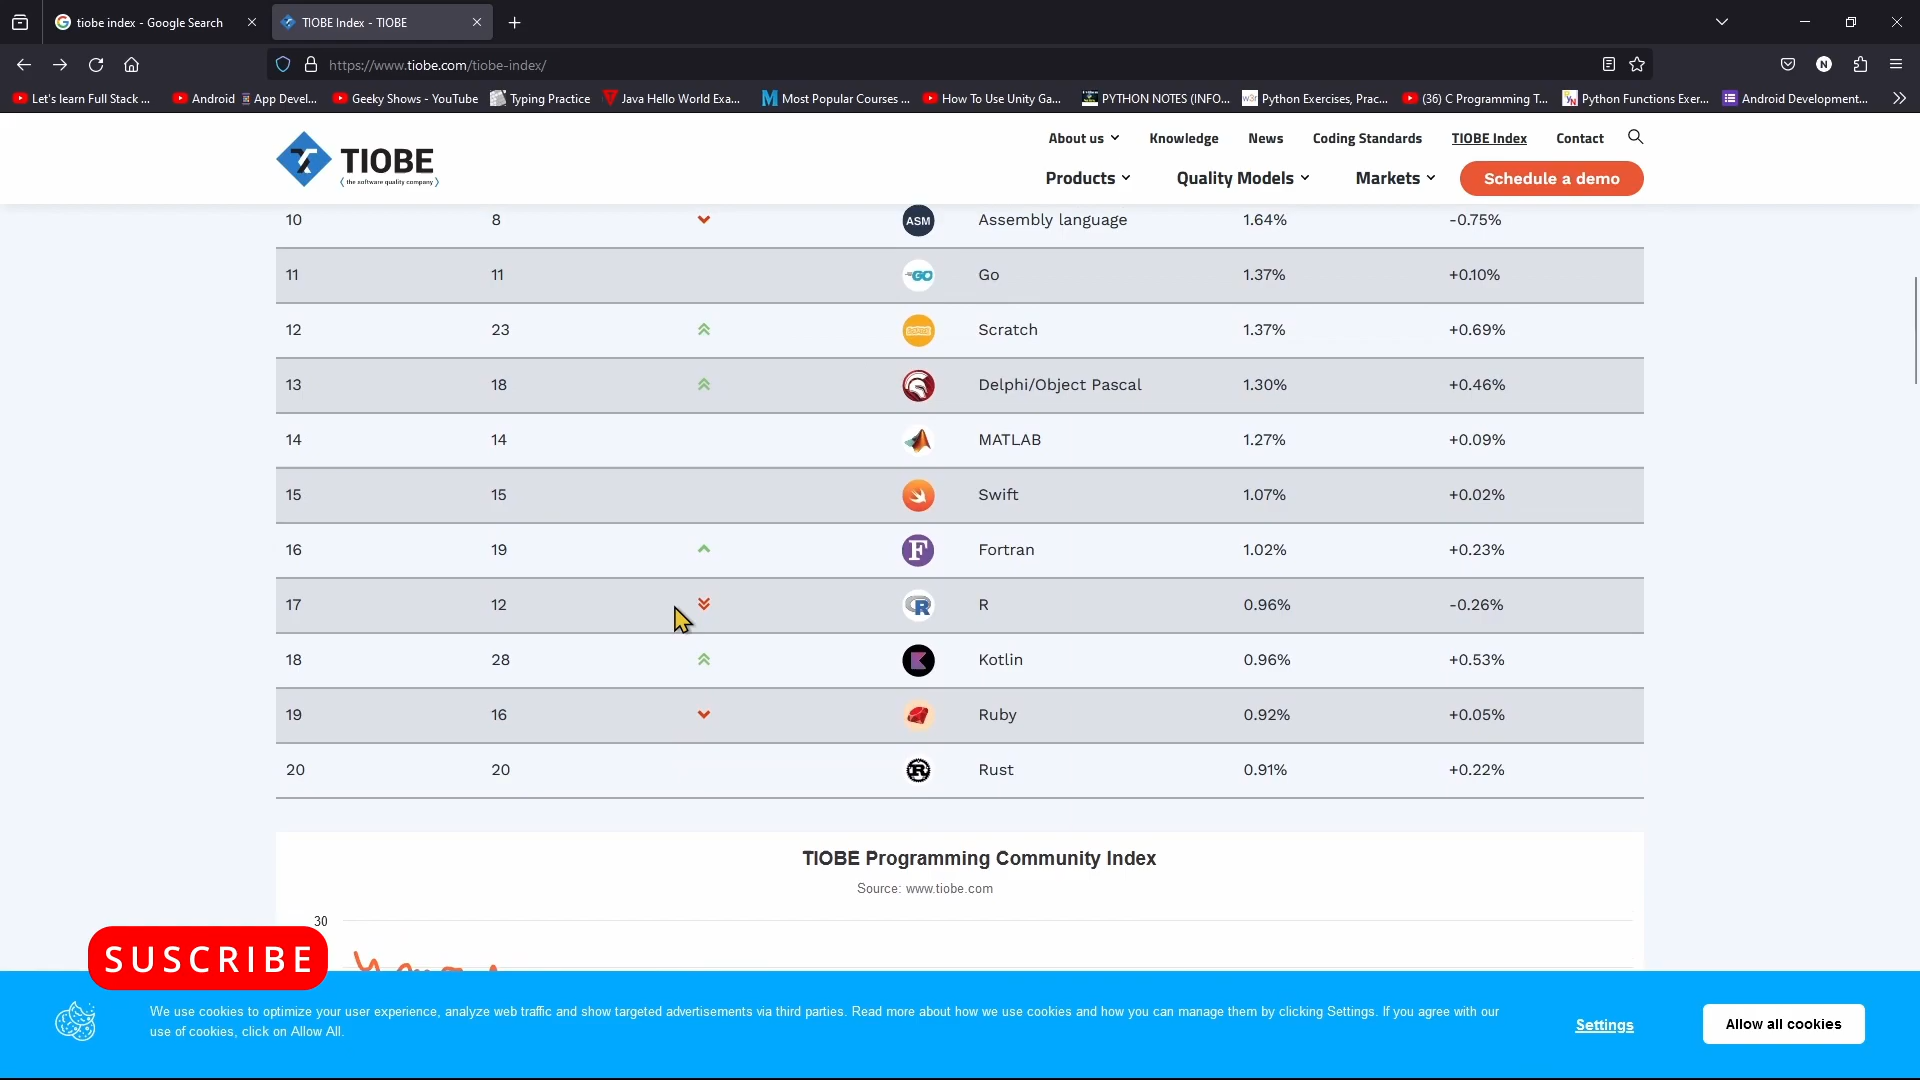 tiobe index - Google Search
TIOBE Index - TIOBE
https://www.tiobe.com/tiobe-index/
N
Let's learn Full Stack ...
Android
App Devel...
Geeky Shows - YouTube
Typing Practice
Java Hello World Exa...
Most Popular Courses ...
How To Use Unity Ga...
PYTHON NOTES (INFO...
Python Exercises, Prac...
(36) C Programming T...
Python Functions Exer...
Android Development...
TIOBE
(the software quality company)
About us
Knowledge
News
Coding Standards
TIOBE Index
Contact
Products
Quality Models
Markets
Schedule a demo
10 8 ASM Assembly language 1.64% -0.75%
11 11 GO Go 1.37% +0.10%
12 23 Scratch 1.37% +0.69%
13 18 Delphi/Object Pascal 1.30% +0.46%
14 14 MATLAB 1.27% +0.09%
15 15 Swift 1.07% +0.02%
16 19 F Fortran 1.02% +0.23%
17 12 R R 0.96% -0.26%
18 28 Kotlin 0.96% +0.53%
19 16 Ruby 0.92% +0.05%
20 20 R Rust 0.91% +0.22%
TIOBE Programming Community Index
Source: www.tiobe.com
30
SUSCRIBE
We use cookies to optimize your user experience, analyze web traffic and show targeted advertisements via third parties. Read more about how we use cookies and how you can manage them by clicking Settings. If you agree with our
use of cookies, click on Allow All.
Settings
Allow all cookies